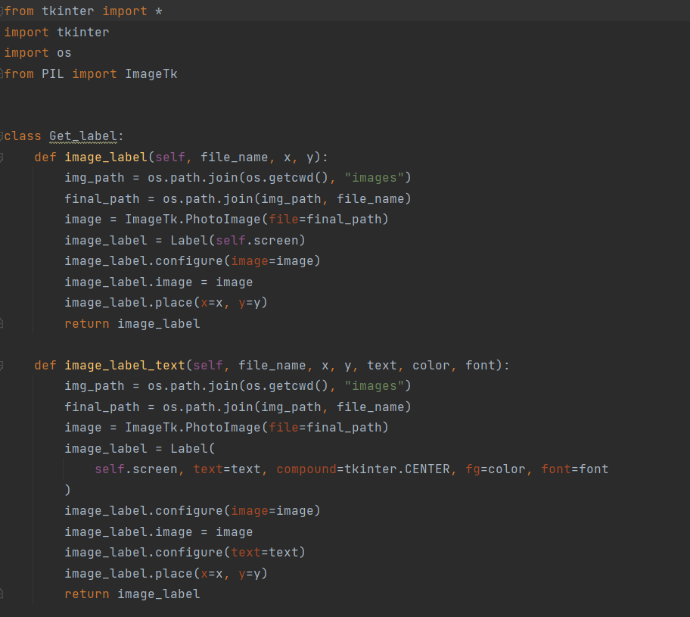 from tkinter import *
import tkinter
import os
from PIL import ImageTk
class Get_label:
    def image_label(self, file_name, x, y):
        img_path = os.path.join(os.getcwd(), "images")
        final_path = os.path.join(img_path, file_name)
        image = ImageTk.PhotoImage(file=final_path)
        image_label = Label(self.screen)
        image_label.configure(image=image)
        image_label.image = image
        image_label.place(x=x, y=y)
        return image_label
    def image_label_text(self, file_name, x, y, text, color, font):
        img_path = os.path.join(os.getcwd(), "images")
        final_path = os.path.join(img_path, file_name)
        image = ImageTk.PhotoImage(file=final_path)
        image_label = Label(
            self.screen, text=text, compound=tkinter.CENTER, fg=color, font=font
        )
        image_label.configure(image=image)
        image_label.image = image
        image_label.configure(text=text)
        image_label.place(x=x, y=y)
        return image_label